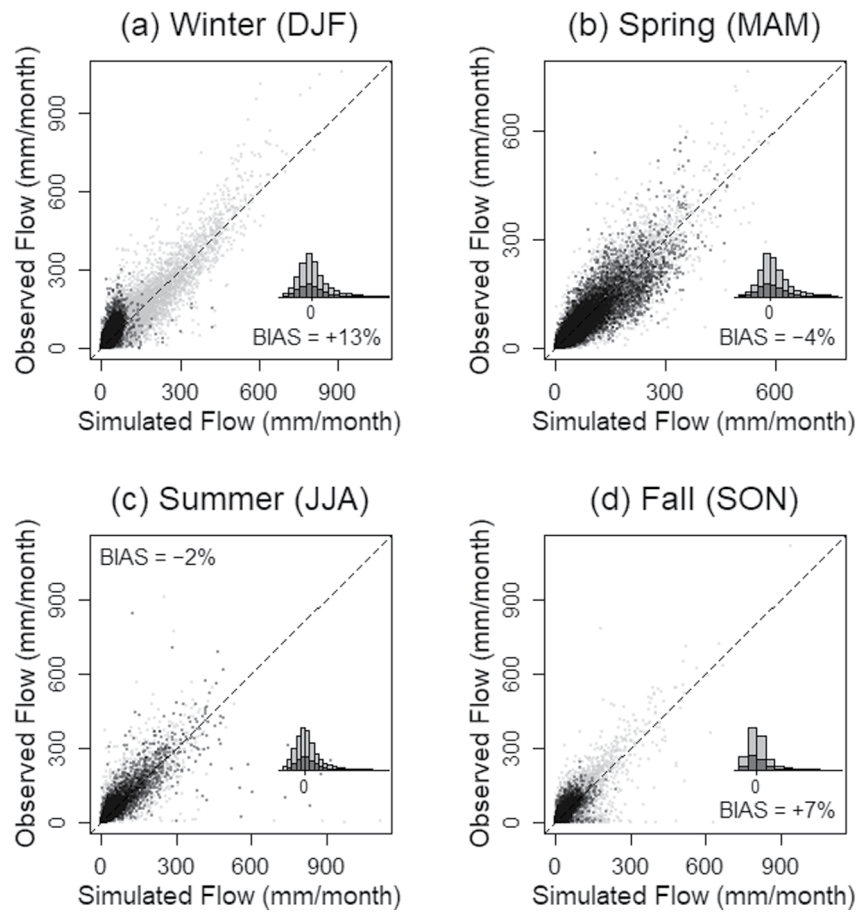 (a) Winter (DJF)
Observed Flow (mm/month)
900
600
300
0
0
BIAS = +13%
0 300 600 900
Simulated Flow (mm/month)
(b) Spring (MAM)
Observed Flow (mm/month)
600
300
0
0
BIAS = −4%
0 300 600
Simulated Flow (mm/month)
(c) Summer (JJA)
Observed Flow (mm/month)
BIAS = −2%
900
600
300
0
0
0 300 600 900
Simulated Flow (mm/month)
(d) Fall (SON)
Observed Flow (mm/month)
900
600
300
0
0
BIAS = +7%
0 300 600 900
Simulated Flow (mm/month)